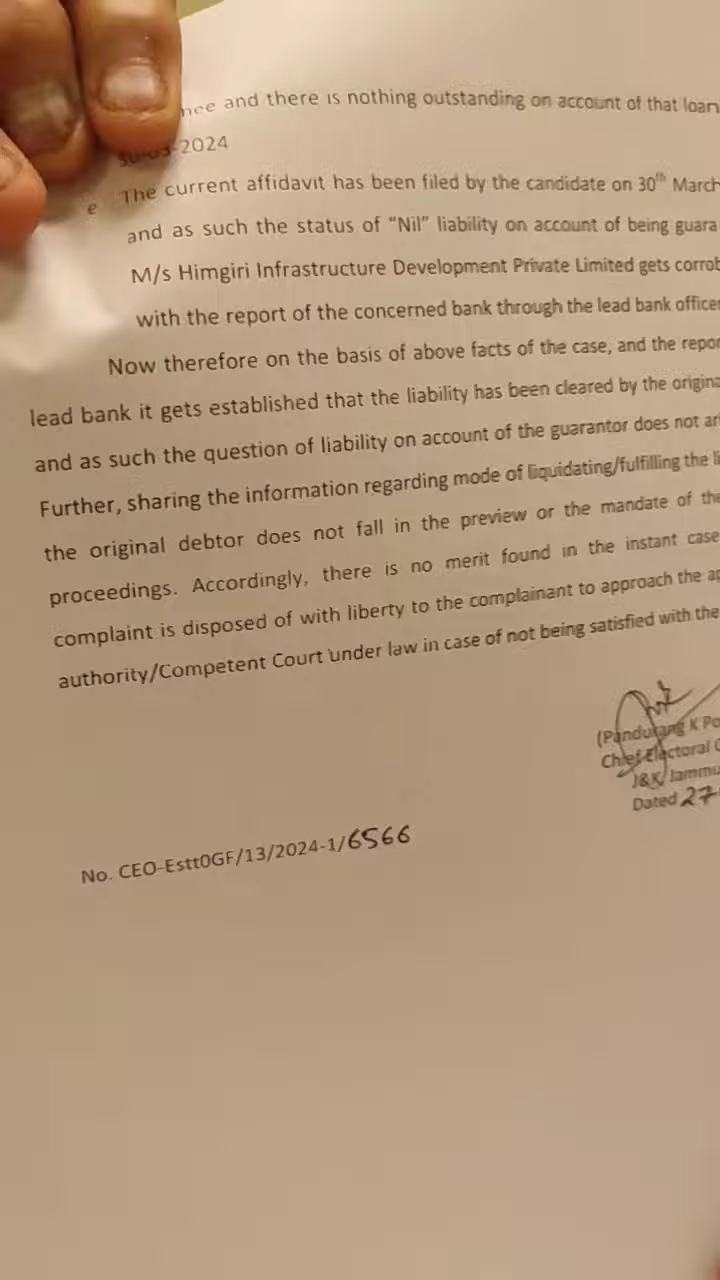 and there is nothing outstanding on account of that loan
-2024
e The current affidavit has been filed by the candidate on 30th March
and as such the status of “Nil” liability on account of being guara
M/s Himgiri Infrastructure Development Private Limited gets corrob
with the report of the concerned bank through the lead bank officer
Now therefore on the basis of above facts of the case, and the repor
lead bank it gets established that the liability has been cleared by the origina
and as such the question of liability on account of the guarantor does not ar
Further, sharing the information regarding mode of liquidating/fulfilling the li
the original debtor does not fall in the preview or the mandate of the
proceedings. Accordingly, there is no merit found in the instant case
complaint is disposed of with liberty to the complainant to approach the ap
authority/Competent Court under law in case of not being satisfied with the
(Pandurang K Po
Chief Electoral O
J&K, Jammu
Dated 27
No. CEO-Estt0GF/13/2024-1/6566